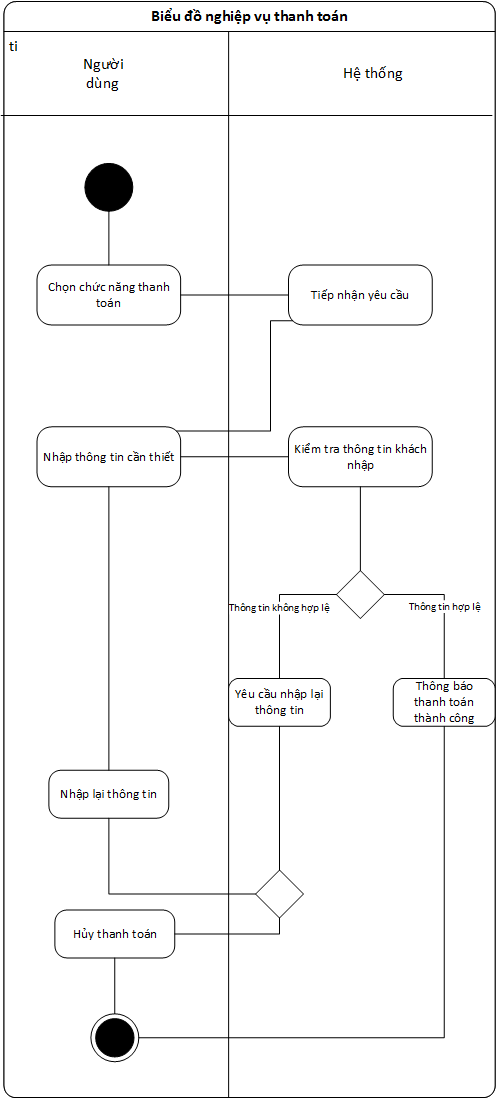 Biểu đồ nghiệp vụ thanh toán
ti
Người
dùng
Hệ thống
Chọn chức năng thanh
toán
Tiếp nhận yêu cầu
Nhập thông tin cần thiết
Kiểm tra thông tin khách
nhập
Thông tin không hợp lệ
Thông tin hợp lệ
Yêu cầu nhập lại
thông tin
Thông báo
thanh toán
thành công
Nhập lại thông tin
Hủy thanh toán